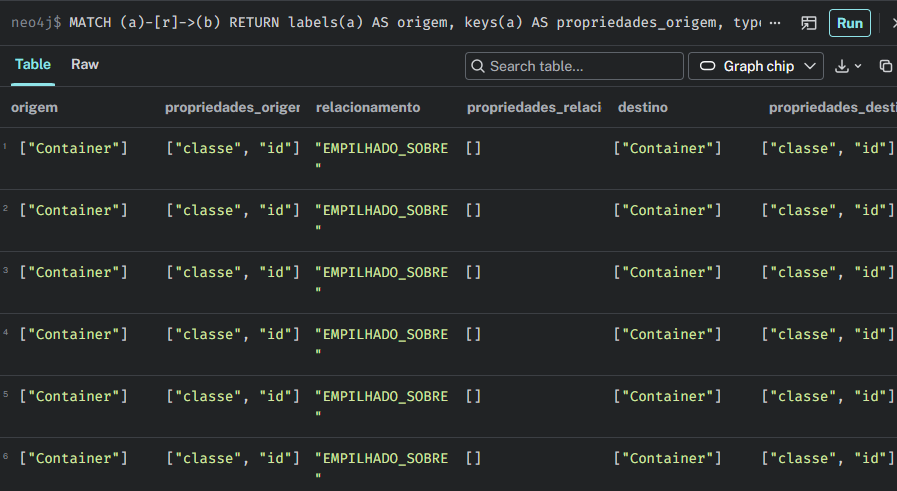 neo4j$ MATCH (a)-[r]->(b) RETURN labels(a) AS origem, keys(a) AS propriedades_origem, type ···
Run
Table Raw
Search table...
Graph chip
origem propriedades_origer relacionamento propriedades_relaci destino propriedades_desti
1 ["Container"] ["classe", "id"] "EMPILHADO_SOBRE [] ["Container"] ["classe", "id"]
"
2 ["Container"] ["classe", "id"] "EMPILHADO_SOBRE [] ["Container"] ["classe", "id"]
"
3 ["Container"] ["classe", "id"] "EMPILHADO_SOBRE [] ["Container"] ["classe", "id"]
"
4 ["Container"] ["classe", "id"] "EMPILHADO_SOBRE [] ["Container"] ["classe", "id"]
"
5 ["Container"] ["classe", "id"] "EMPILHADO_SOBRE [] ["Container"] ["classe", "id"]
"
6 ["Container"] ["classe", "id"] "EMPILHADO_SOBRE [] ["Container"] ["classe", "id"]
"